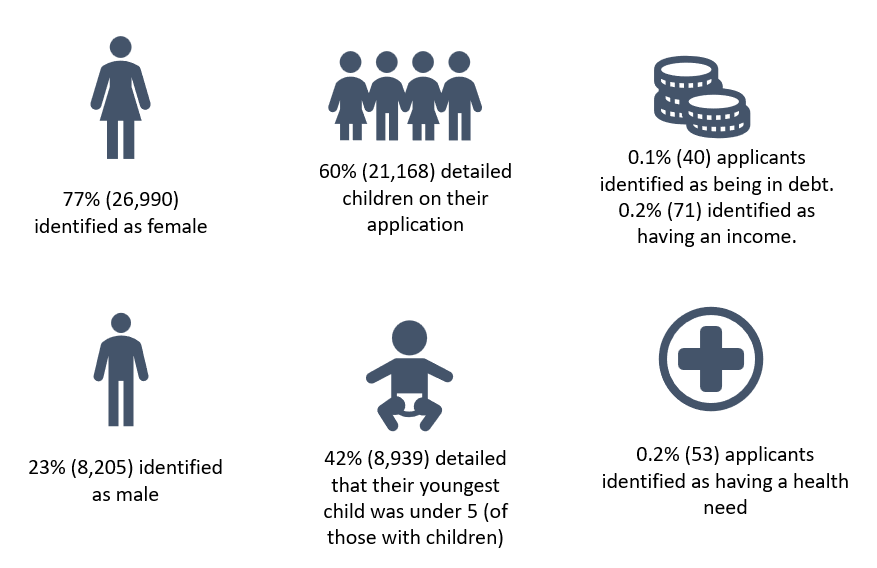 77% (26,990)
identified as female
60% (21,168) detailed
children on their
application
0.1% (40) applicants
identified as being in debt.
0.2% (71) identified as
having an income.
23% (8,205) identified
as male
42% (8,939) detailed
that their youngest
child was under 5 (of
those with children)
0.2% (53) applicants
identified as having a health
need